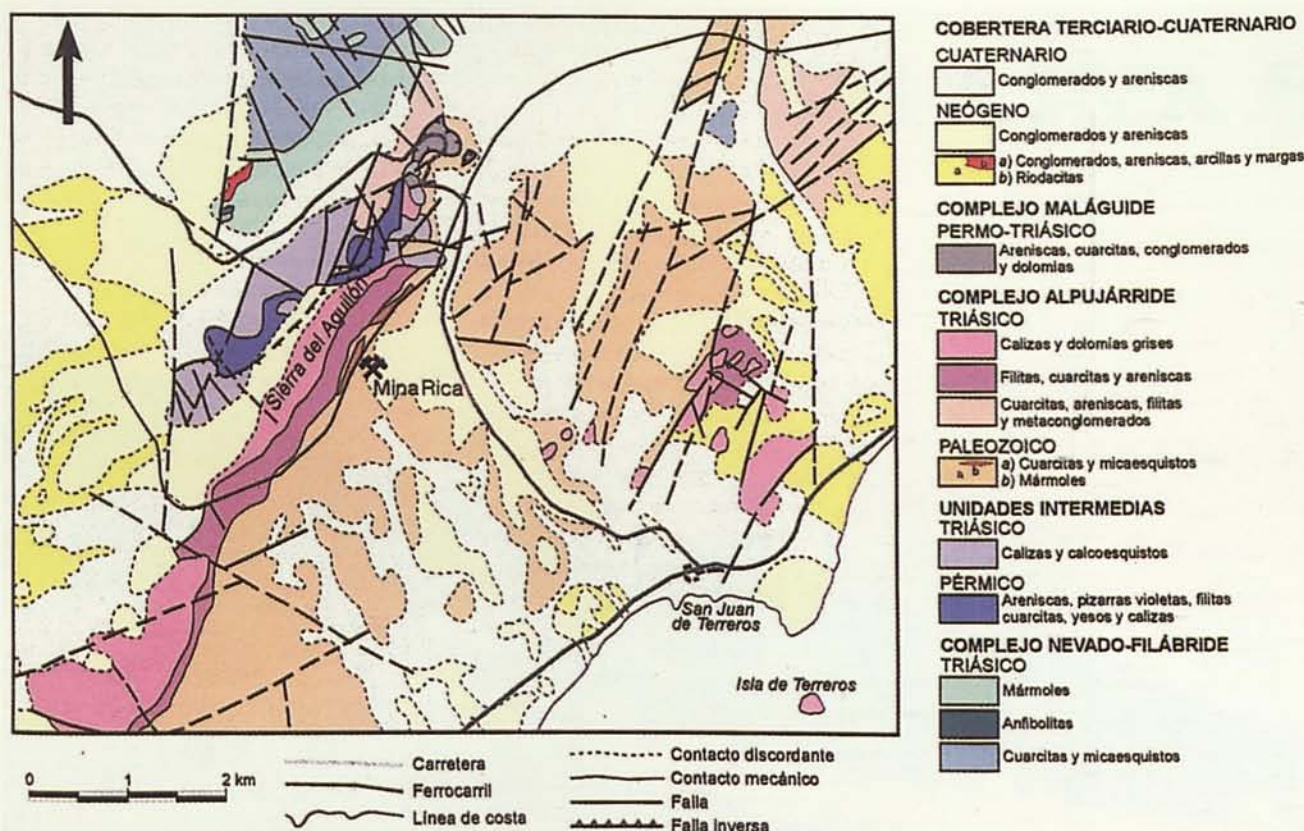 Sierra del Aguilón
Mina Rica
San Juan
de Terreros
Isla de Terreros
0 1 2 km
Carretera
Ferrocarril
Línea de costa
Contacto discordante
Contacto mecánico
Falla
Falla inversa
COBERTERA TERCIARIO-CUATERNARIO
CUATERNARIO
Conglomerados y areniscas
NEÓGENO
Conglomerados y areniscas
a b
a) Conglomerados, areniscas, arcillas y margas
b) Riodacitas
COMPLEJO MALÁGUIDE
PERMO-TRIÁSICO
Areniscas, cuarcitas, conglomerados
y dolomías
COMPLEJO ALPUJÁRRIDE
TRIÁSICO
Calizas y dolomías grises
Filitas, cuarcitas y areniscas
Cuarcitas, areniscas, filitas
y metaconglomerados
PALEOZOICO
a b
a) Cuarcitas y micaesquistos
b) Mármoles
UNIDADES INTERMEDIAS
TRIÁSICO
Calizas y calcoesquistos
PÉRMICO
Areniscas, pizarras violetas, filitas
cuarcitas, yesos y calizas
COMPLEJO NEVADO-FILÁBRIDE
TRIÁSICO
Mármoles
Anfibolitas
Cuarcitas y micaesquistos